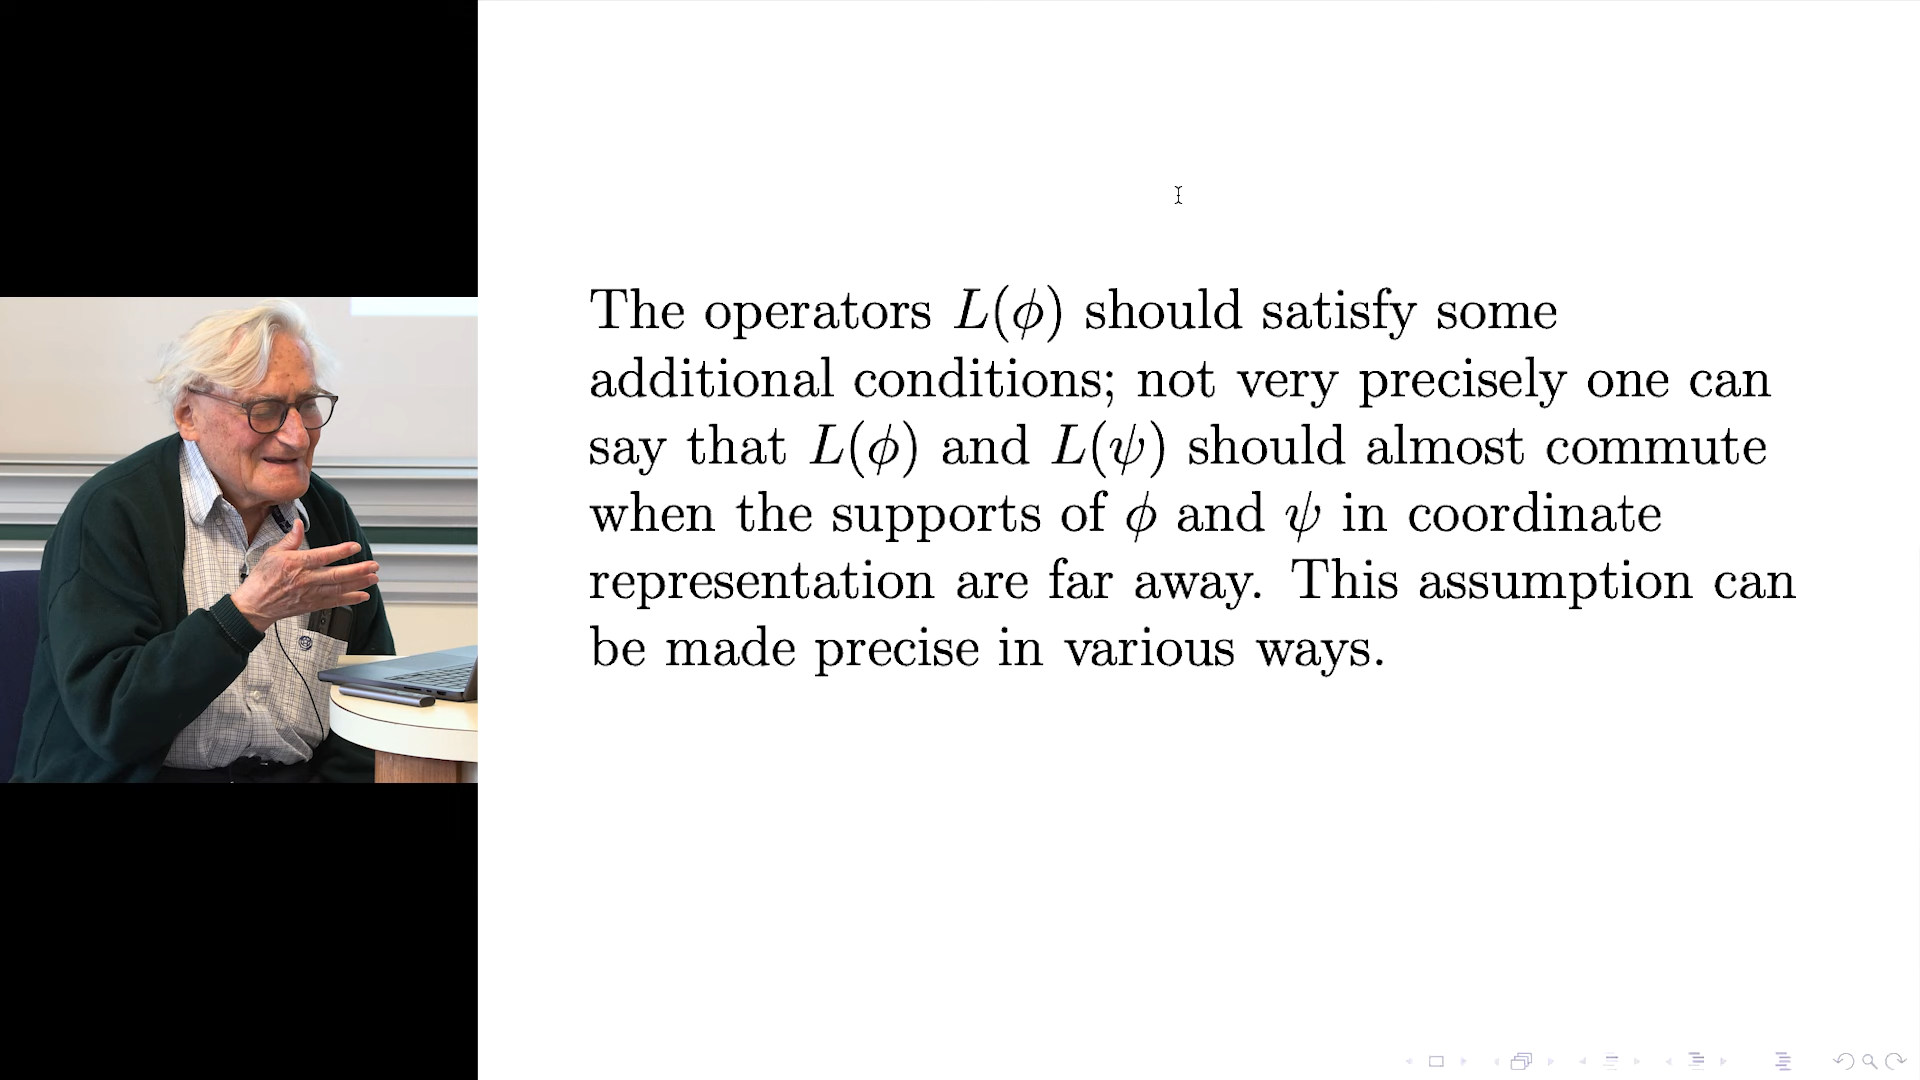 The operators L(ϕ) should satisfy some
additional conditions; not very precisely one can
say that L(ϕ) and L(ψ) should almost commute
when the supports of ϕ and ψ in coordinate
representation are far away. This assumption can
be made precise in various ways.